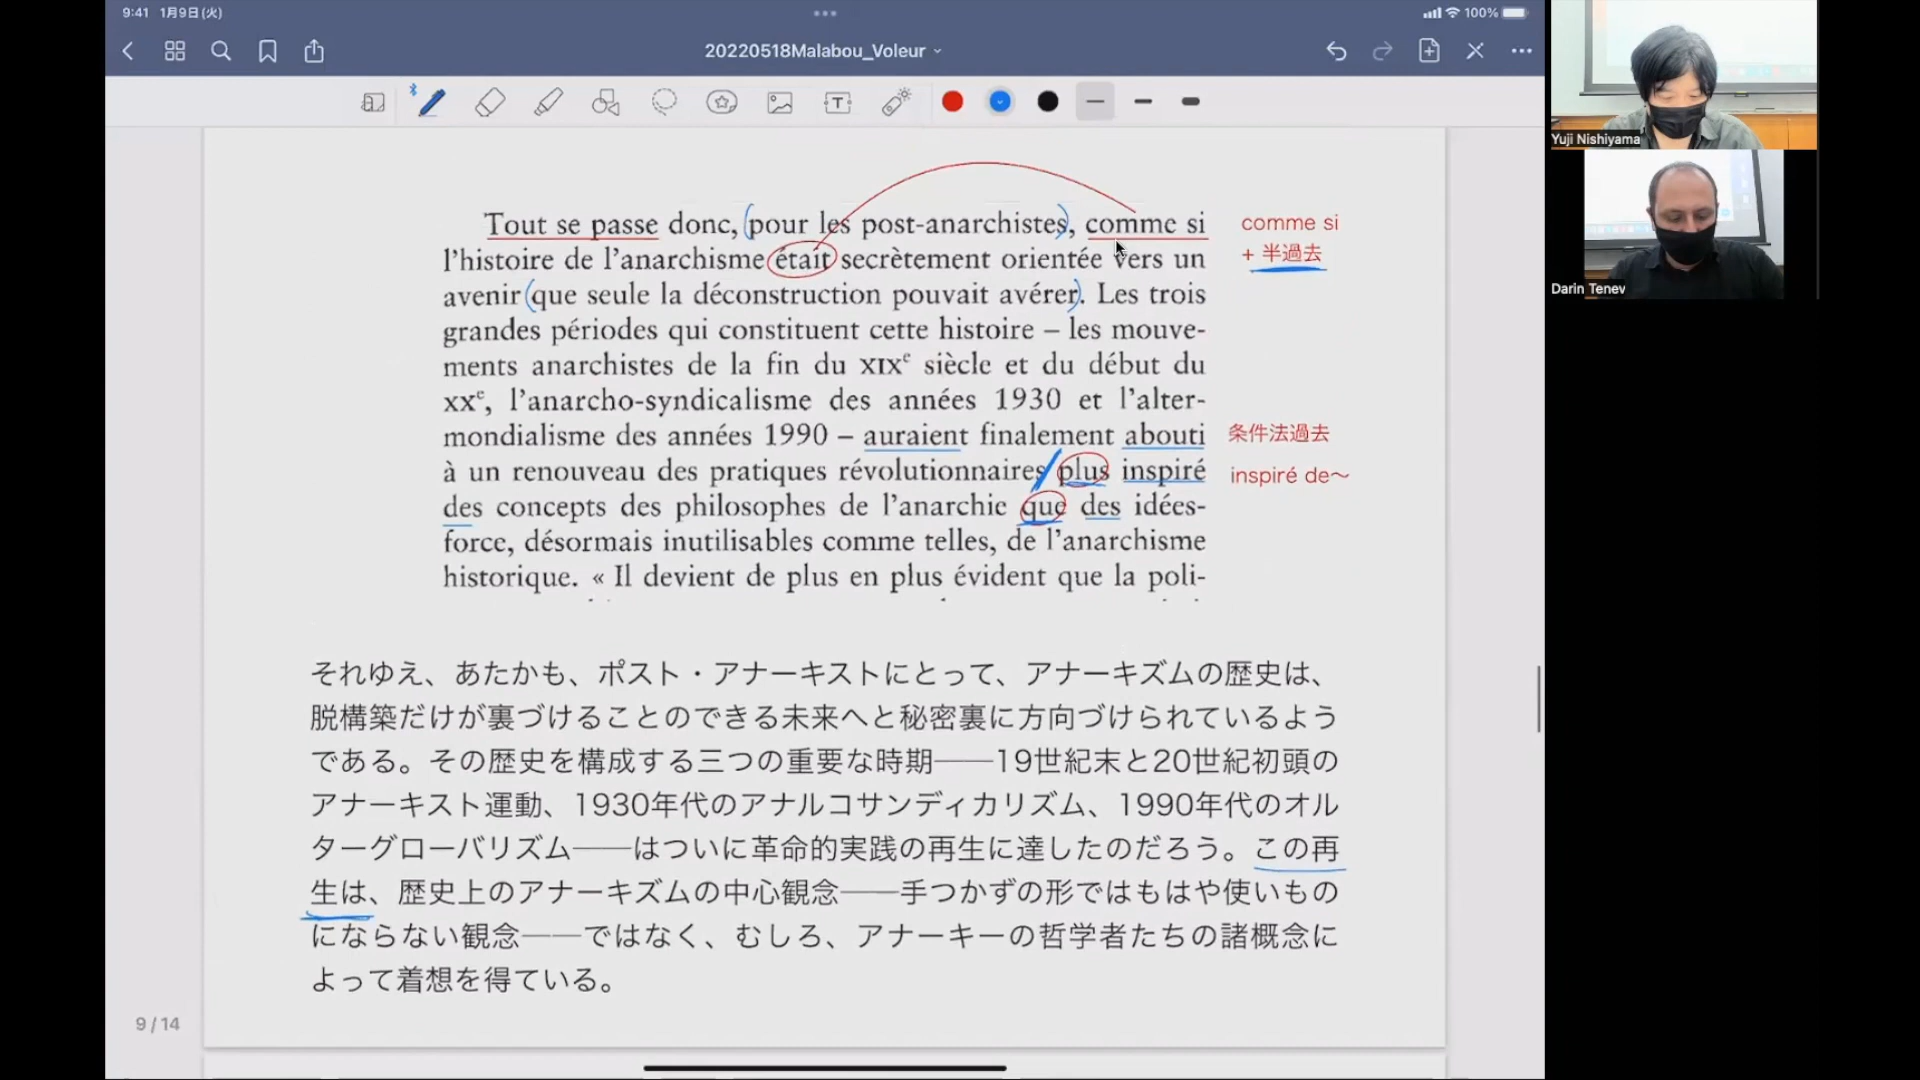 9:41 1月9日(火)
100%
20220518Malabou_Voleur
Tout se passe donc, (pour les post-anarchistes), comme si
l'histoire de l'anarchisme était secrètement orientée vers un
avenir (que seule la déconstruction pouvait avérer). Les trois
grandes périodes qui constituent cette histoire – les mouve-
ments anarchistes de la fin du XIXe siècle et du début du
XXe, l'anarcho-syndicalisme des années 1930 et l'alter-
mondialisme des années 1990 – auraient finalement abouti
à un renouveau des pratiques révolutionnaires / plus inspiré
des concepts des philosophes de l'anarchie que des idées-
force, désormais inutilisables comme telles, de l'anarchisme
historique. « Il devient de plus en plus évident que la poli-
comme si
+ 半過去
条件法過去
inspiré de〜
それゆえ、あたかも、ポスト・アナーキストにとって、アナーキズムの歴史は、
脱構築だけが裏づけることのできる未来へと秘密裏に方向づけられているよう
である。その歴史を構成する三つの重要な時期――19世紀末と20世紀初頭の
アナーキスト運動、1930年代のアナルコサンディカリズム、1990年代のオル
ターグローバリズム――はついに革命的実践の再生に達したのだろう。この再
生は、歴史上のアナーキズムの中心観念――手つかずの形ではもはや使いもの
にならない観念――ではなく、むしろ、アナーキーの哲学者たちの諸概念に
よって着想を得ている。
9 / 14
Yuji Nishiyama
Darin Tenev